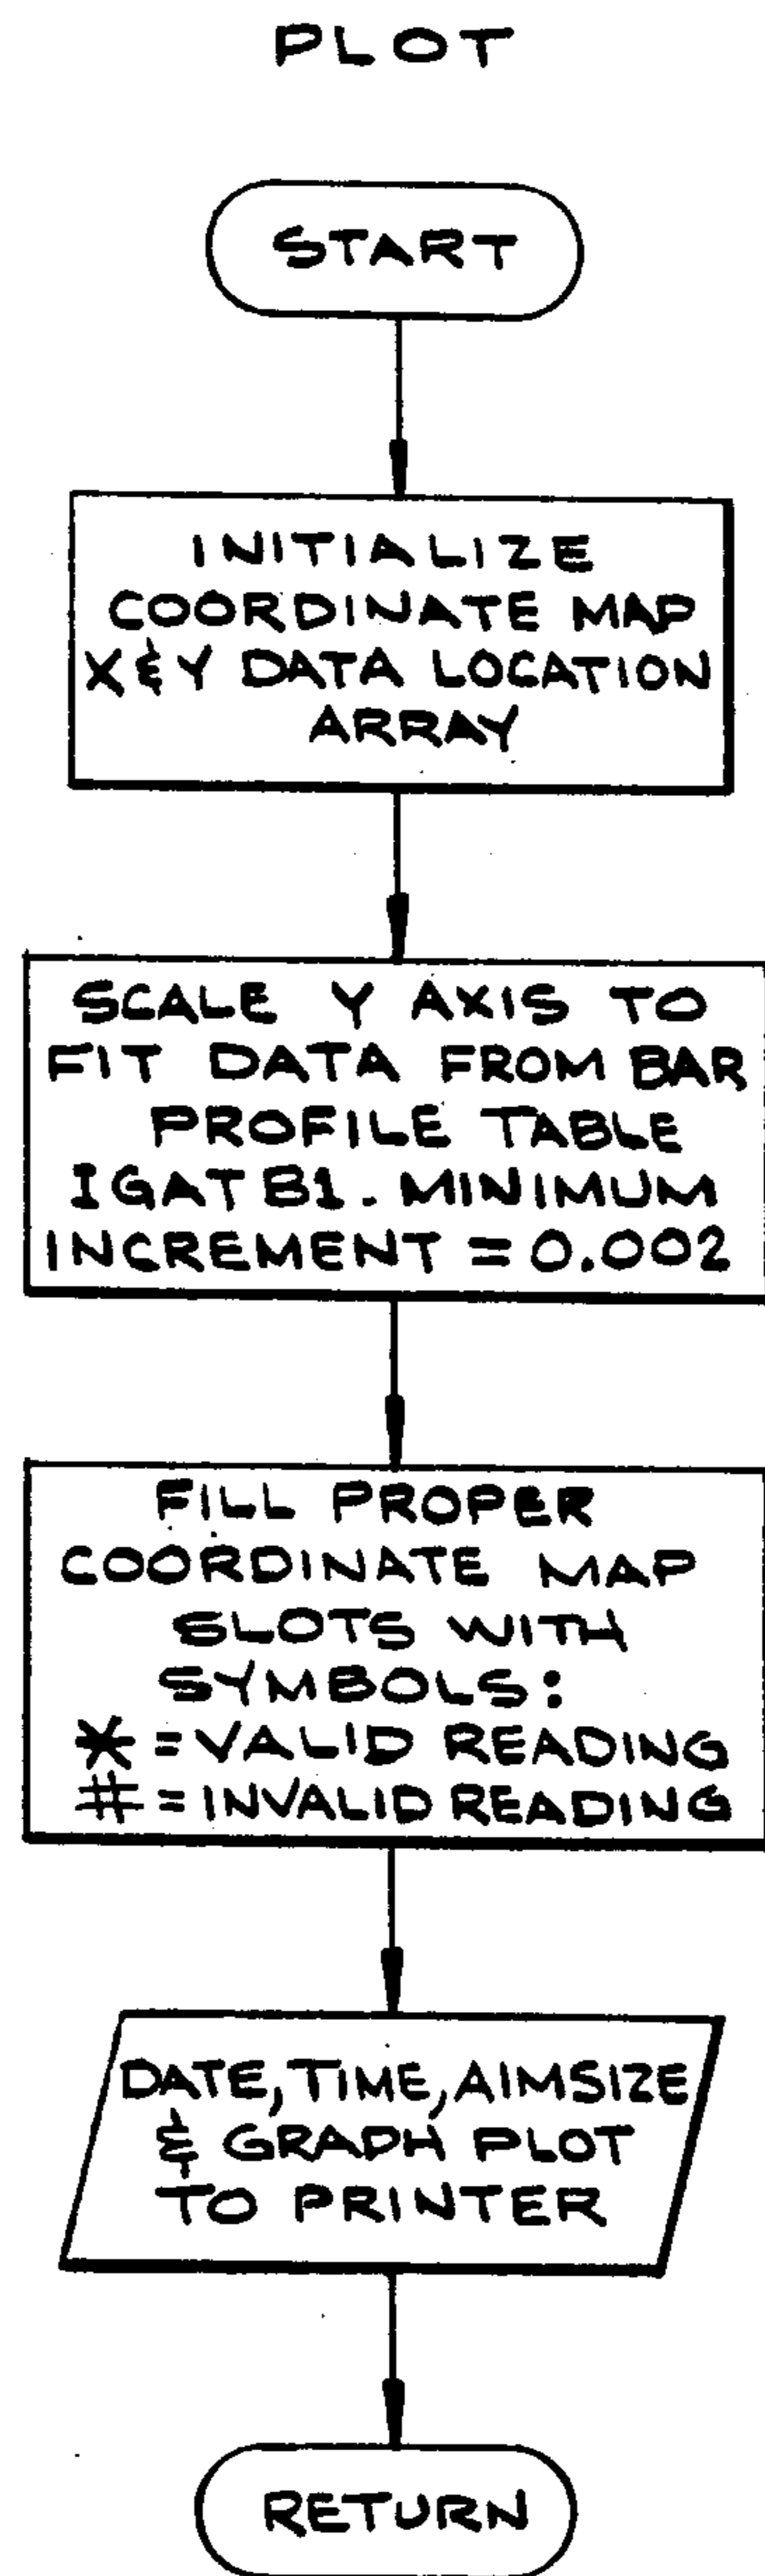 PLOT
START
INITIALIZE
COORDINATE MAP
X & Y DATA LOCATION
ARRAY
SCALE Y AXIS TO
FIT DATA FROM BAR
PROFILE TABLE
IGATB1. MINIMUM
INCREMENT = 0.002
FILL PROPER
COORDINATE MAP
SLOTS WITH
SYMBOLS:
* = VALID READING
# = INVALID READING
DATE, TIME, AIMSIZE
& GRAPH PLOT
TO PRINTER
RETURN